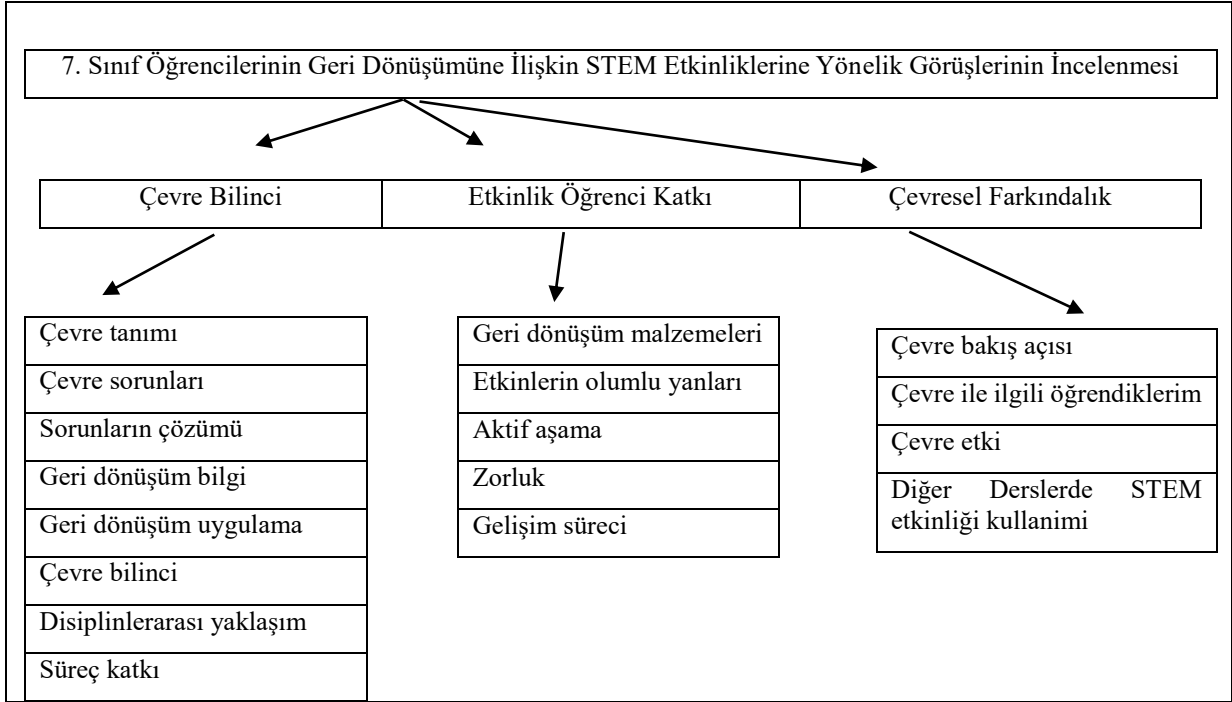 7. Sınıf Öğrencilerinin Geri Dönüşümüne İlişkin STEM Etkinliklerine Yönelik Görüşlerinin İncelenmesi
Çevre Bilinci
Etkinlik Öğrenci Katkı
Çevresel Farkındalık
Çevre tanımı
Çevre sorunları
Sorunların çözümü
Geri dönüşüm bilgi
Geri dönüşüm uygulama
Çevre bilinci
Disiplinlerarası yaklaşım
Süreç katkı
Geri dönüşüm malzemeleri
Etkinlerin olumlu yanları
Aktif aşama
Zorluk
Gelişim süreci
Çevre bakış açısı
Çevre ile ilgili öğrendiklerim
Çevre etki
Diğer Derslerde STEM
etkinliği kullanimi